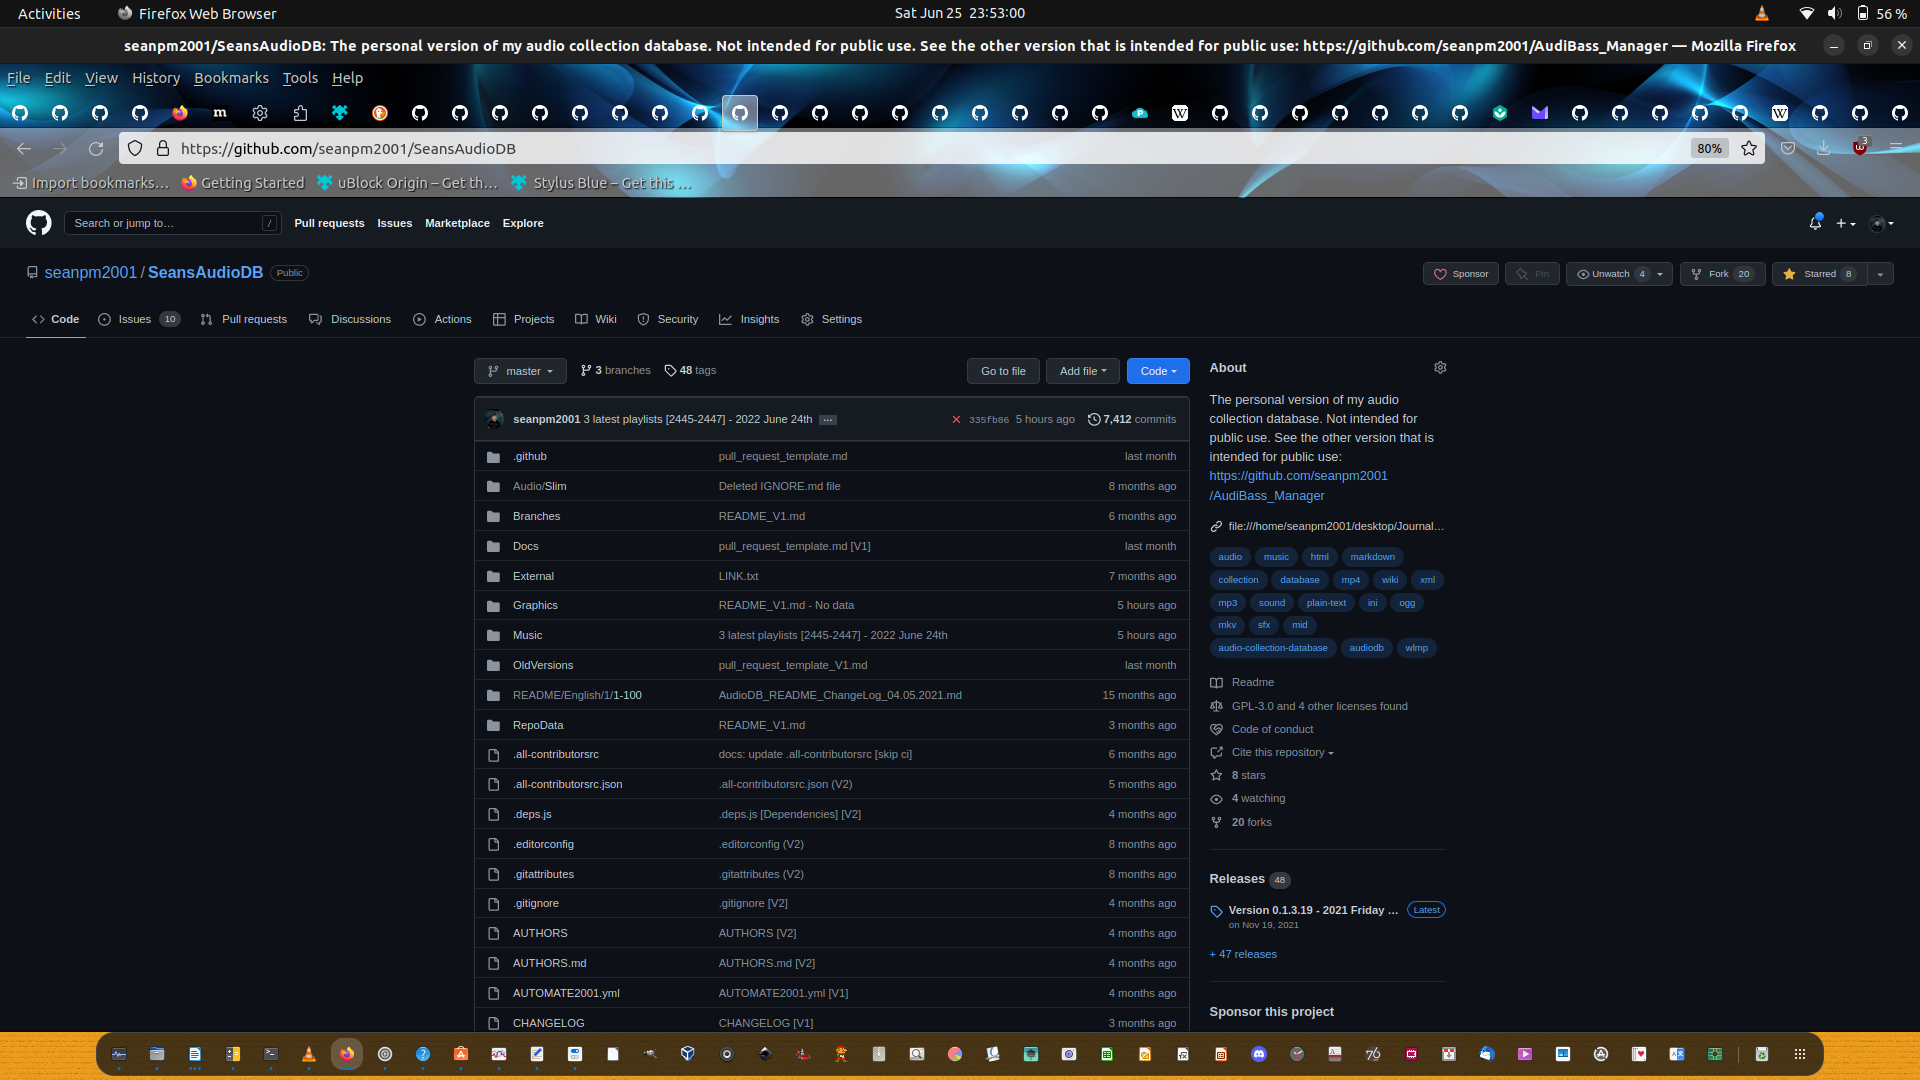 Activities
Firefox Web Browser
Sat Jun 25 23:53:00
56 %
seanpm2001/SeansAudioDB: The personal version of my audio collection database. Not intended for public use. See the other version that is intended for public use: https://github.com/seanpm2001/AudiBass_Manager — Mozilla Firefox
File Edit View History Bookmarks Tools Help
https://github.com/seanpm2001/SeansAudioDB
80%
3
Import bookmarks…
Getting Started
uBlock Origin – Get th…
Stylus Blue – Get this …
Search or jump to…
/
Pull requests
Issues
Marketplace
Explore
seanpm2001 / SeansAudioDB
Public
Sponsor
Pin
Unwatch 4
Fork 20
Starred 8
Code
Issues 10
Pull requests
Discussions
Actions
Projects
Wiki
Security
Insights
Settings
master
3 branches
48 tags
Go to file
Add file
Code
seanpm2001 3 latest playlists [2445-2447] - 2022 June 24th ...
335fb86 5 hours ago
7,412 commits
.github pull_request_template.md last month
Audio/Slim Deleted IGNORE.md file 8 months ago
Branches README_V1.md 6 months ago
Docs pull_request_template.md [V1] last month
External LINK.txt 7 months ago
Graphics README_V1.md - No data 5 hours ago
Music 3 latest playlists [2445-2447] - 2022 June 24th 5 hours ago
OldVersions pull_request_template_V1.md last month
README/English/1/1-100 AudioDB_README_ChangeLog_04.05.2021.md 15 months ago
RepoData README_V1.md 3 months ago
.all-contributorsrc docs: update .all-contributorsrc [skip ci] 6 months ago
.all-contributorsrc.json .all-contributorsrc.json (V2) 5 months ago
.deps.js .deps.js [Dependencies] [V2] 4 months ago
.editorconfig .editorconfig (V2) 8 months ago
.gitattributes .gitattributes (V2) 8 months ago
.gitignore .gitignore [V2] 4 months ago
AUTHORS AUTHORS [V2] 4 months ago
AUTHORS.md AUTHORS.md [V2] 4 months ago
AUTOMATE2001.yml AUTOMATE2001.yml [V1] 4 months ago
CHANGELOG CHANGELOG [V1] 3 months ago
About
The personal version of my audio
collection database. Not intended for
public use. See the other version that is
intended for public use:
https://github.com/seanpm2001
/AudiBass_Manager
file:///home/seanpm2001/desktop/Journal…
audio music html markdown
collection database mp4 wiki xml
mp3 sound plain-text ini ogg
mkv sfx mid
audio-collection-database audiodb wlmp
Readme
GPL-3.0 and 4 other licenses found
Code of conduct
Cite this repository
8 stars
4 watching
20 forks
Releases 48
Version 0.1.3.19 - 2021 Friday ... Latest
on Nov 19, 2021
+ 47 releases
Sponsor this project